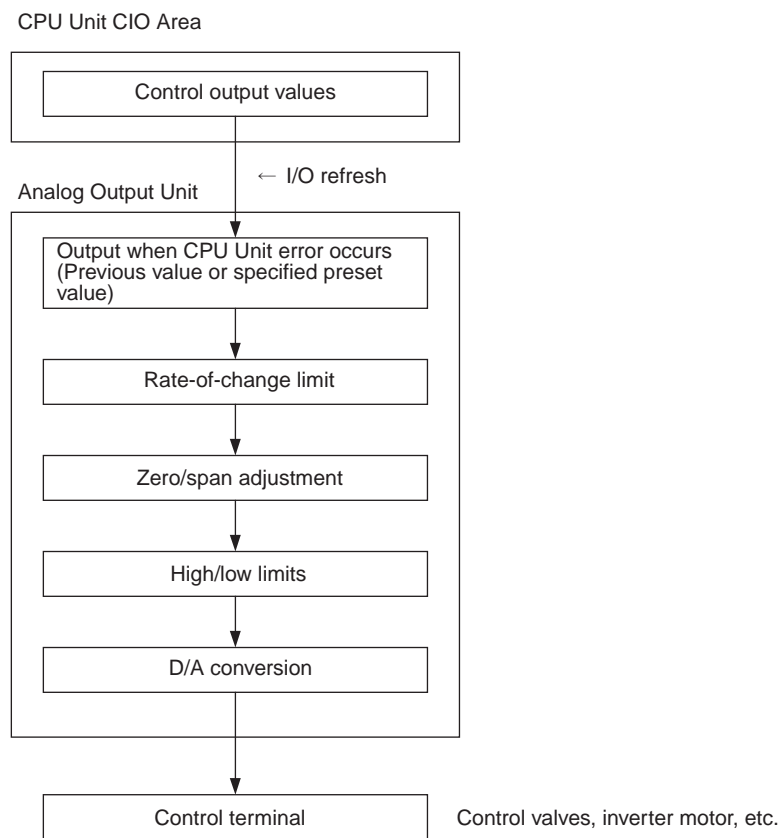 CPU Unit CIO Area
Control output values
← I/O refresh
Analog Output Unit
Output when CPU Unit error occurs
(Previous value or specified preset
value)
Rate-of-change limit
Zero/span adjustment
High/low limits
D/A conversion
Control terminal
Control valves, inverter motor, etc.